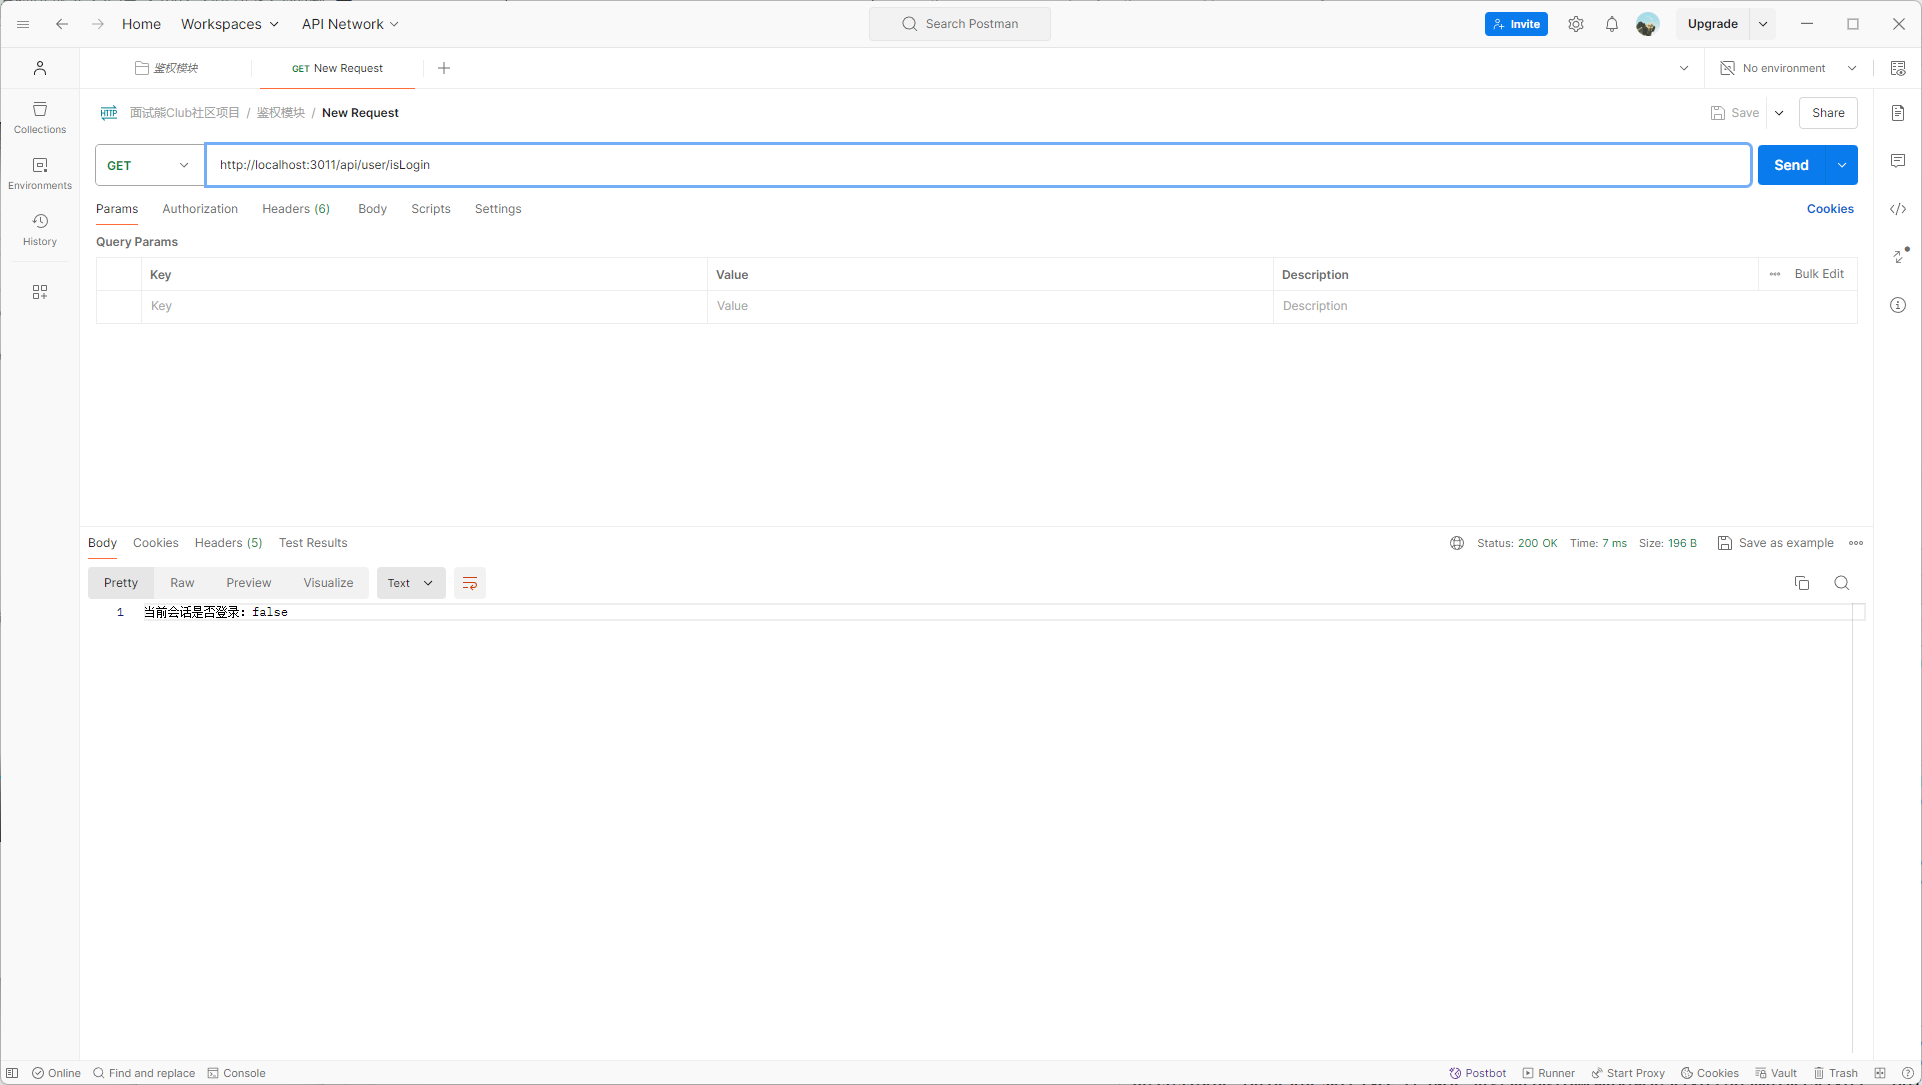 Home Workspaces API Network Search Postman Invite Upgrade
鉴权模块 GET New Request No environment
HTTP 面试熊Club社区项目 / 鉴权模块 / New Request Save Share
GET http://localhost:3011/api/user/isLogin Send
Collections
Environments
History
Params Authorization Headers (6) Body Scripts Settings Cookies
Query Params
Key Value Description Bulk Edit
Key Value Description
Body Cookies Headers (5) Test Results Status: 200 OK Time: 7 ms Size: 196 B Save as example
Pretty Raw Preview Visualize Text
1 当前会话是否登录：false
Online Find and replace Console Postbot Runner Start Proxy Cookies Vault Trash